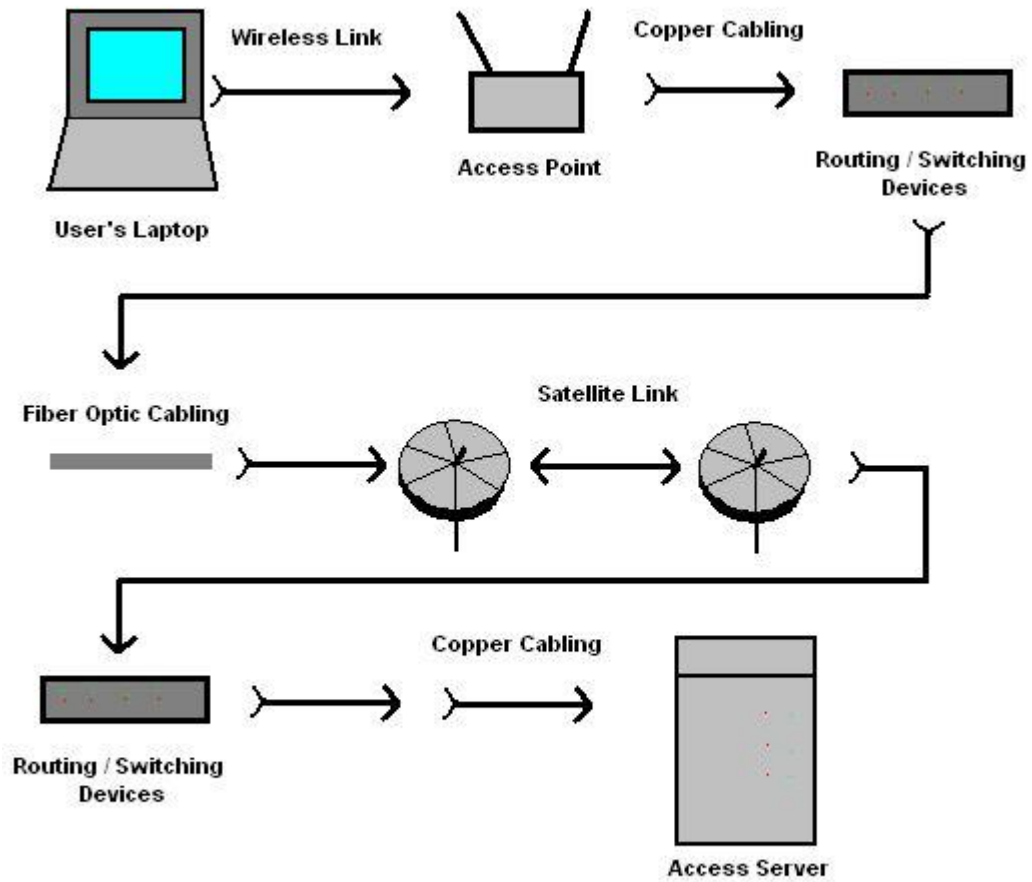 Wireless Link
Copper Cabling
Access Point
Routing / Switching
Devices
User's Laptop
Fiber Optic Cabling
Satellite Link
Copper Cabling
Routing / Switching
Devices
Access Server